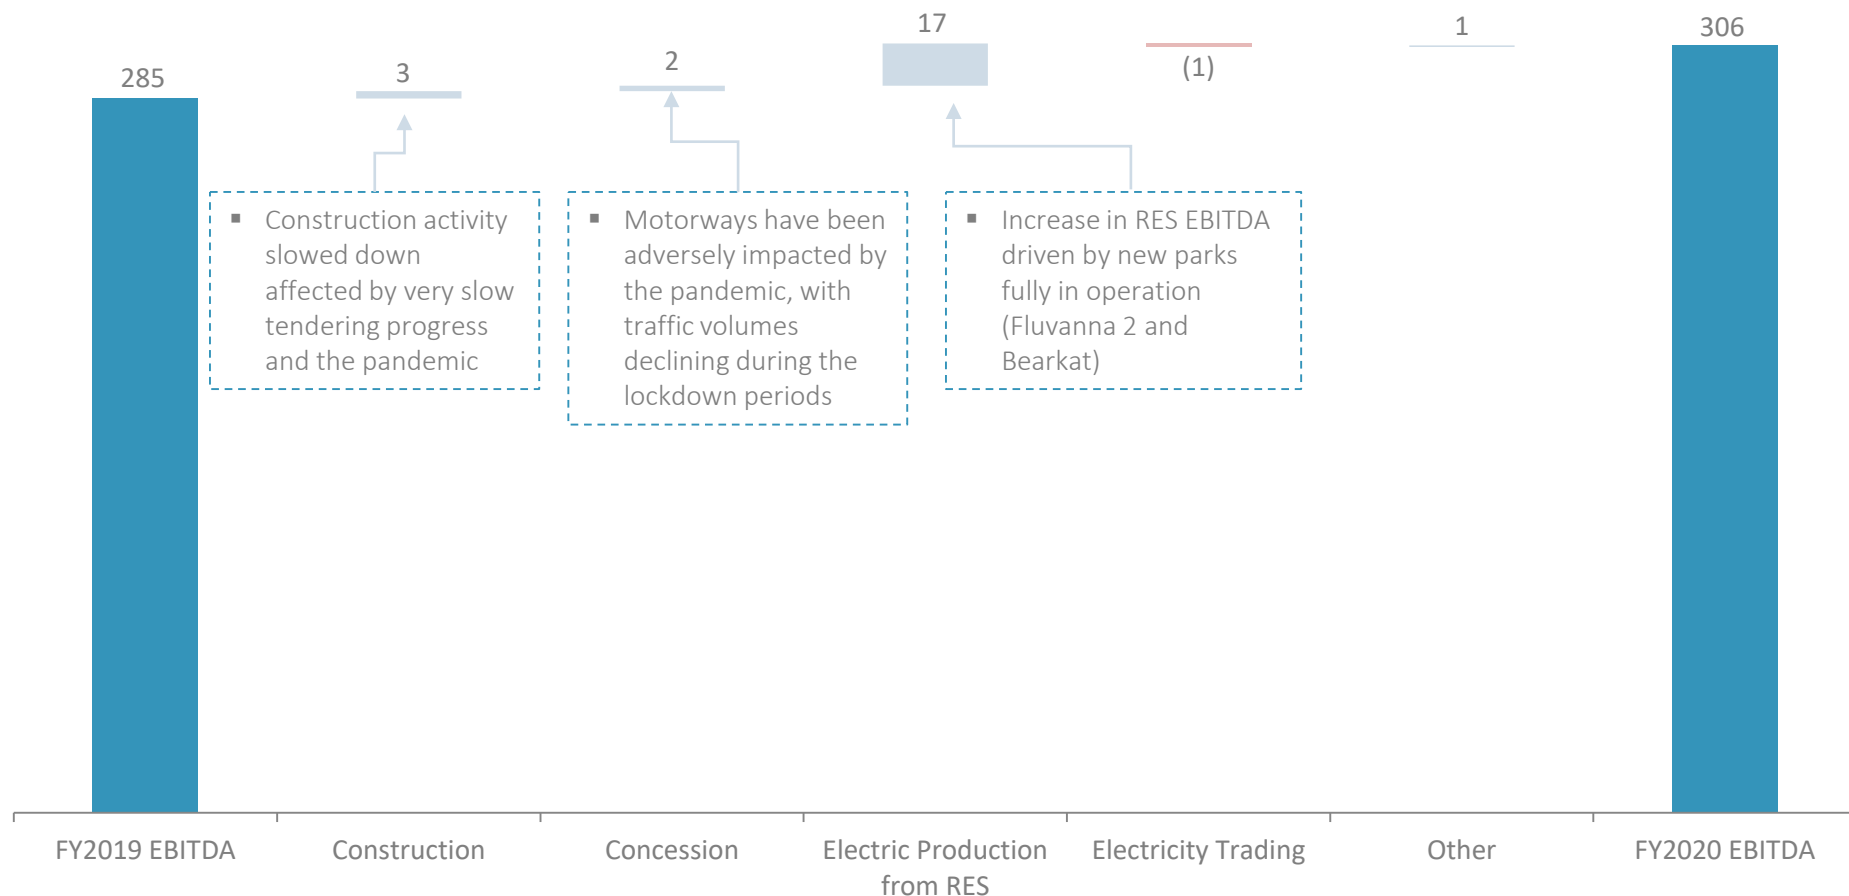 285
3
2
17
(1)
1
306
▪ Construction activity
slowed down
affected by very slow
tendering progress
and the pandemic
▪ Motorways have been
adversely impacted by
the pandemic, with
traffic volumes
declining during the
lockdown periods
▪ Increase in RES EBITDA
driven by new parks
fully in operation
(Fluvanna 2 and
Bearkat)
FY2019 EBITDA
Construction
Concession
Electric Production
from RES
Electricity Trading
Other
FY2020 EBITDA